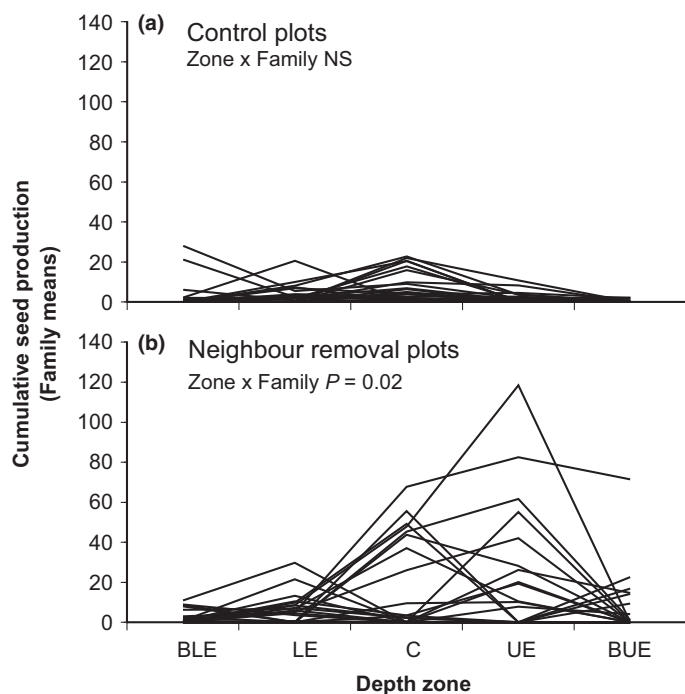 Cumulative seed production
(Family means)
(a) Control plots
Zone x Family NS
140
120
100
80
60
40
20
0
(b) Neighbour removal plots
Zone x Family P = 0.02
140
120
100
80
60
40
20
0
BLE LE C UE BUE
Depth zone